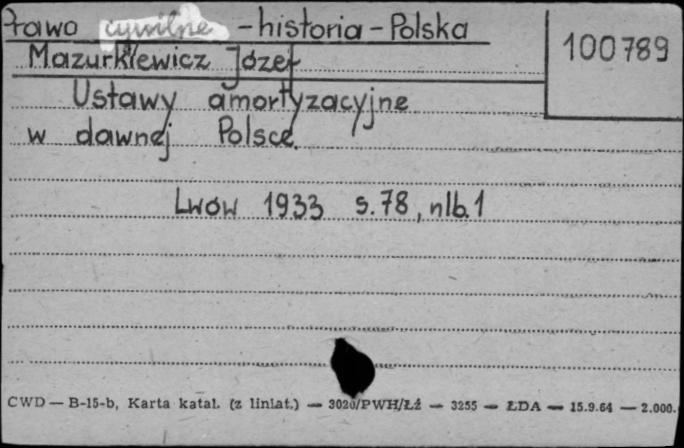 Prawo cywilne - historia - Polska
100789
Mazurkiewicz Józef
Ustawy amortyzacyjne
w dawnej Polsce
Lwów 1933 s. 78, nlb. 1
CWD — B-15-b, Karta katal. (z liniat.) — 3020/PWH/Łź — 3255 — ŁDA — 15.9.64 — 2.000.